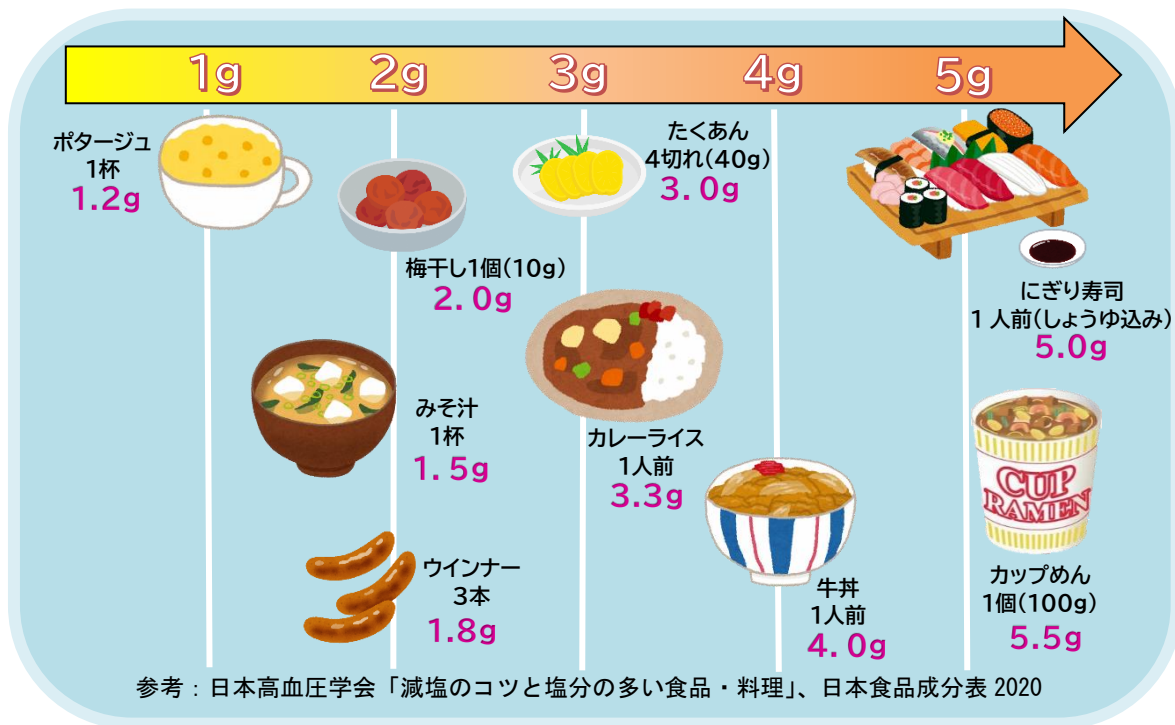 1g 2g 3g 4g 5g
ポタージュ
1杯
1.2g
梅干し1個(10g)
2.0g
みそ汁
1杯
1.5g
ウインナー
3本
1.8g
たくあん
4切れ(40g)
3.0g
カレーライス
1人前
3.3g
牛丼
1人前
4.0g
にぎり寿司
1人前(しょうゆ込み)
5.0g
CUP
RAMEN
カップめん
1個(100g)
5.5g
参考：日本高血圧学会「減塩のコツと塩分の多い食品・料理」、日本食品成分表 2020